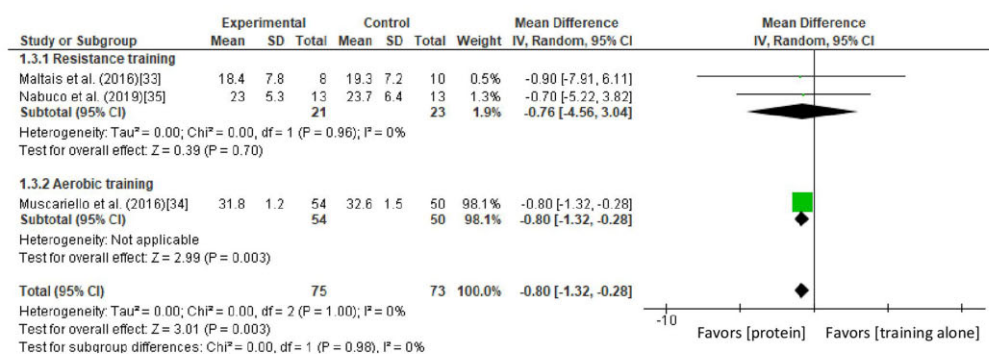 Experimental Control Mean Difference Mean Difference
Study or Subgroup Mean SD Total Mean SD Total Weight IV, Random, 95% CI IV, Random, 95% CI
1.3.1 Resistance training
Maltais et al. (2016)[33] 18.4 7.8 8 19.3 7.2 10 0.5% -0.90 [-7.91, 6.11]
Nabuco et al. (2019)[35] 23 5.3 13 23.7 6.4 13 1.3% -0.70 [-5.22, 3.82]
Subtotal (95% CI) 21 23 1.9% -0.76 [-4.56, 3.04]
Heterogeneity: Tau² = 0.00; Chi² = 0.00, df = 1 (P = 0.96); I² = 0%
Test for overall effect: Z = 0.39 (P = 0.70)
1.3.2 Aerobic training
Muscariello et al. (2016)[34] 31.8 1.2 54 32.6 1.5 50 98.1% -0.80 [-1.32, -0.28]
Subtotal (95% CI) 54 50 98.1% -0.80 [-1.32, -0.28]
Heterogeneity: Not applicable
Test for overall effect: Z = 2.99 (P = 0.003)
Total (95% CI) 75 73 100.0% -0.80 [-1.32, -0.28]
Heterogeneity: Tau² = 0.00; Chi² = 0.00, df = 2 (P = 1.00); I² = 0%
-10
Test for overall effect: Z = 3.01 (P = 0.003)
Favors [protein] Favors [training alone]
Test for subgroup differences: Chi² = 0.00, df = 1 (P = 0.98), I² = 0%